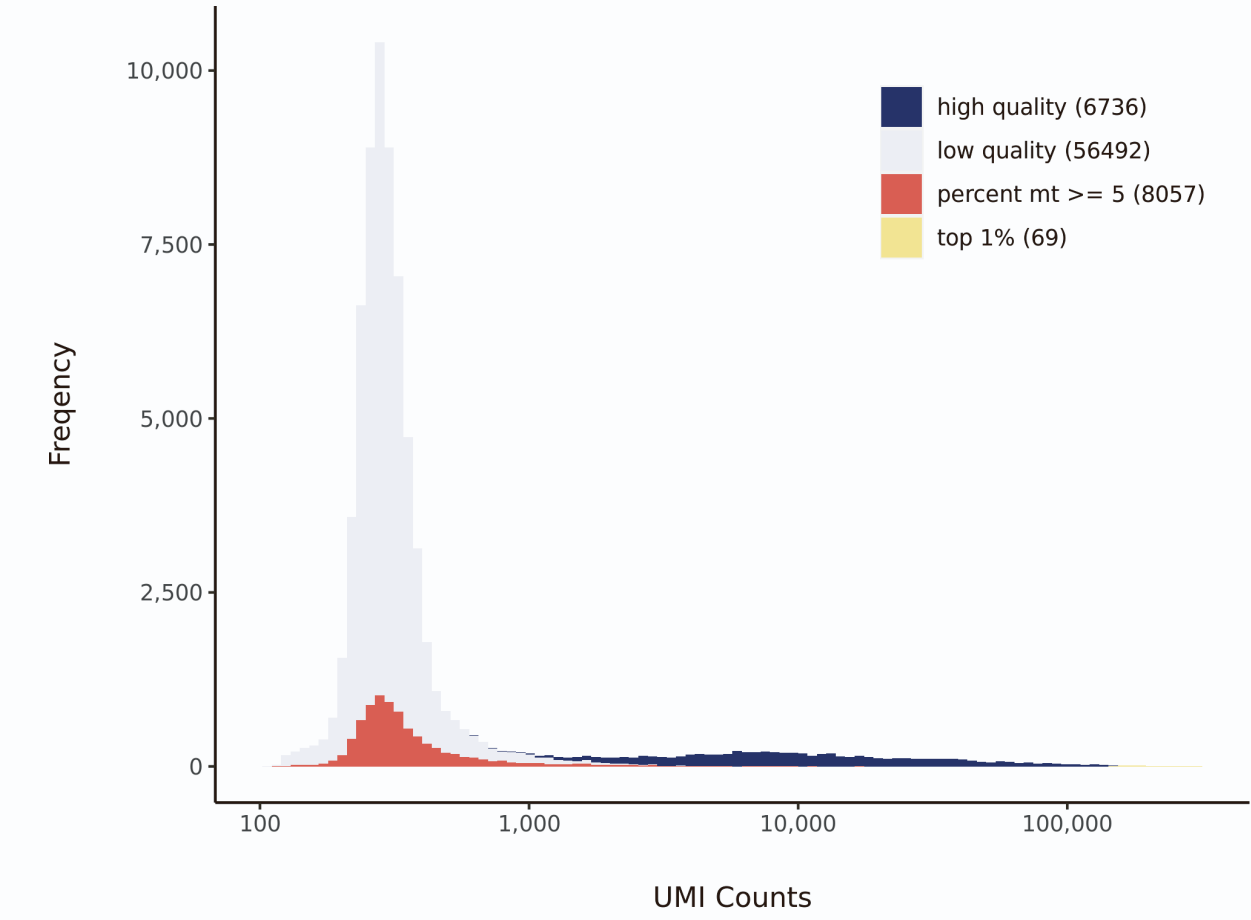 10,000
7,500
5,000
2,500
0
Freqency
high quality (6736)
low quality (56492)
percent mt >= 5 (8057)
top 1% (69)
100
1,000
10,000
100,000
UMI Counts